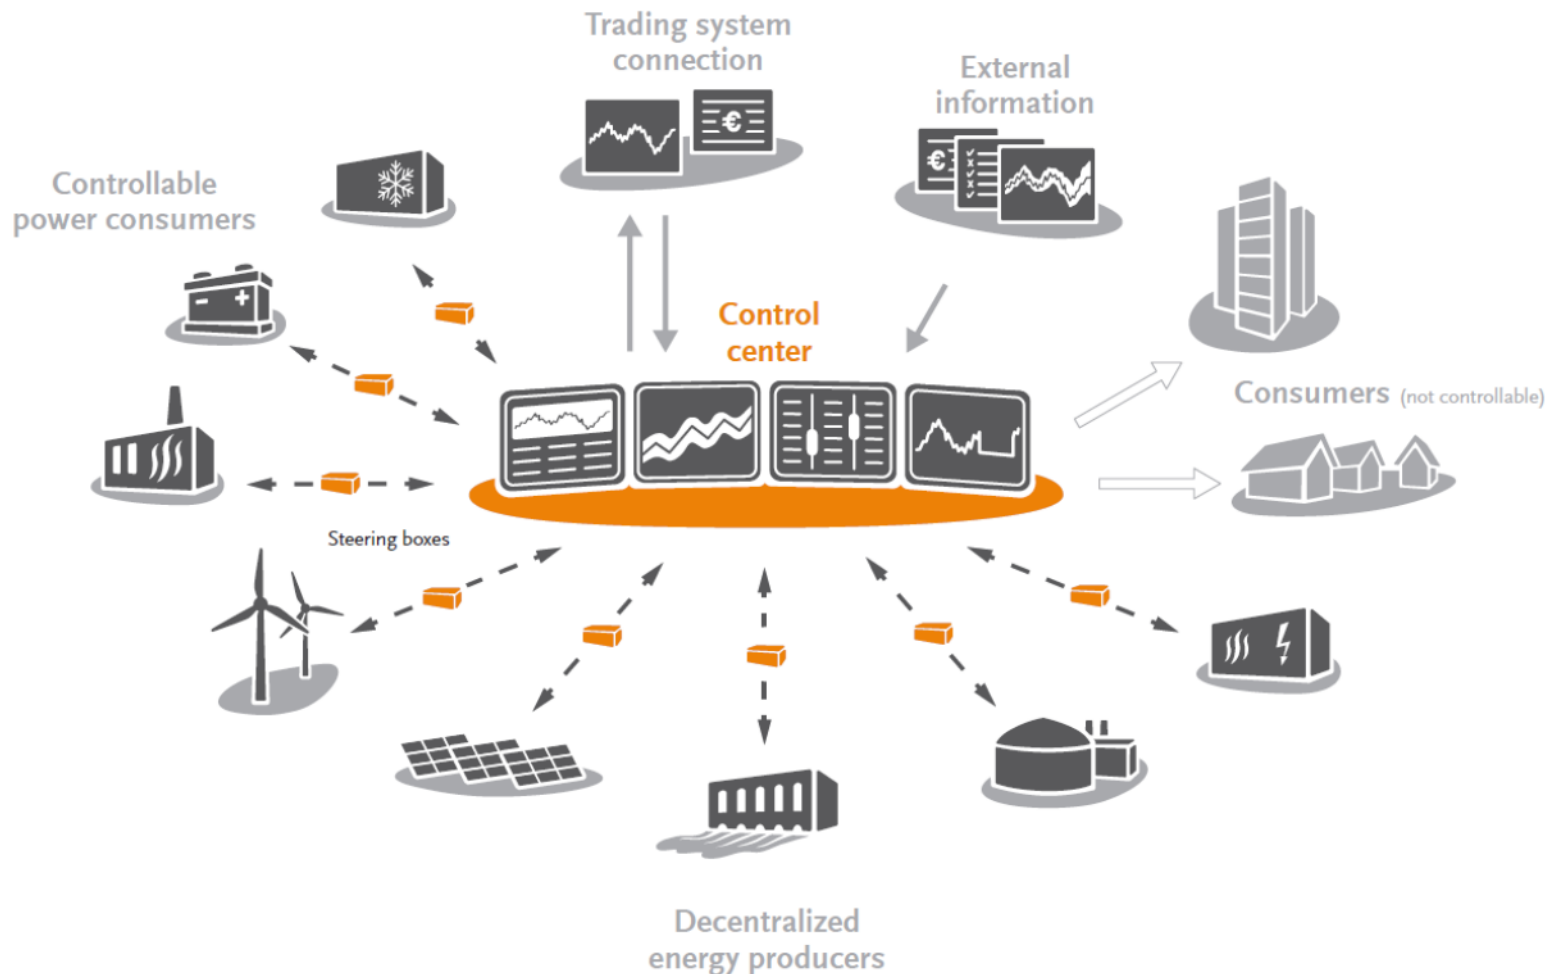 Trading system
connection
External
information
Controllable
power consumers
€
€
- +
Control
center
Consumers (not controllable)
Steering boxes
Decentralized
energy producers